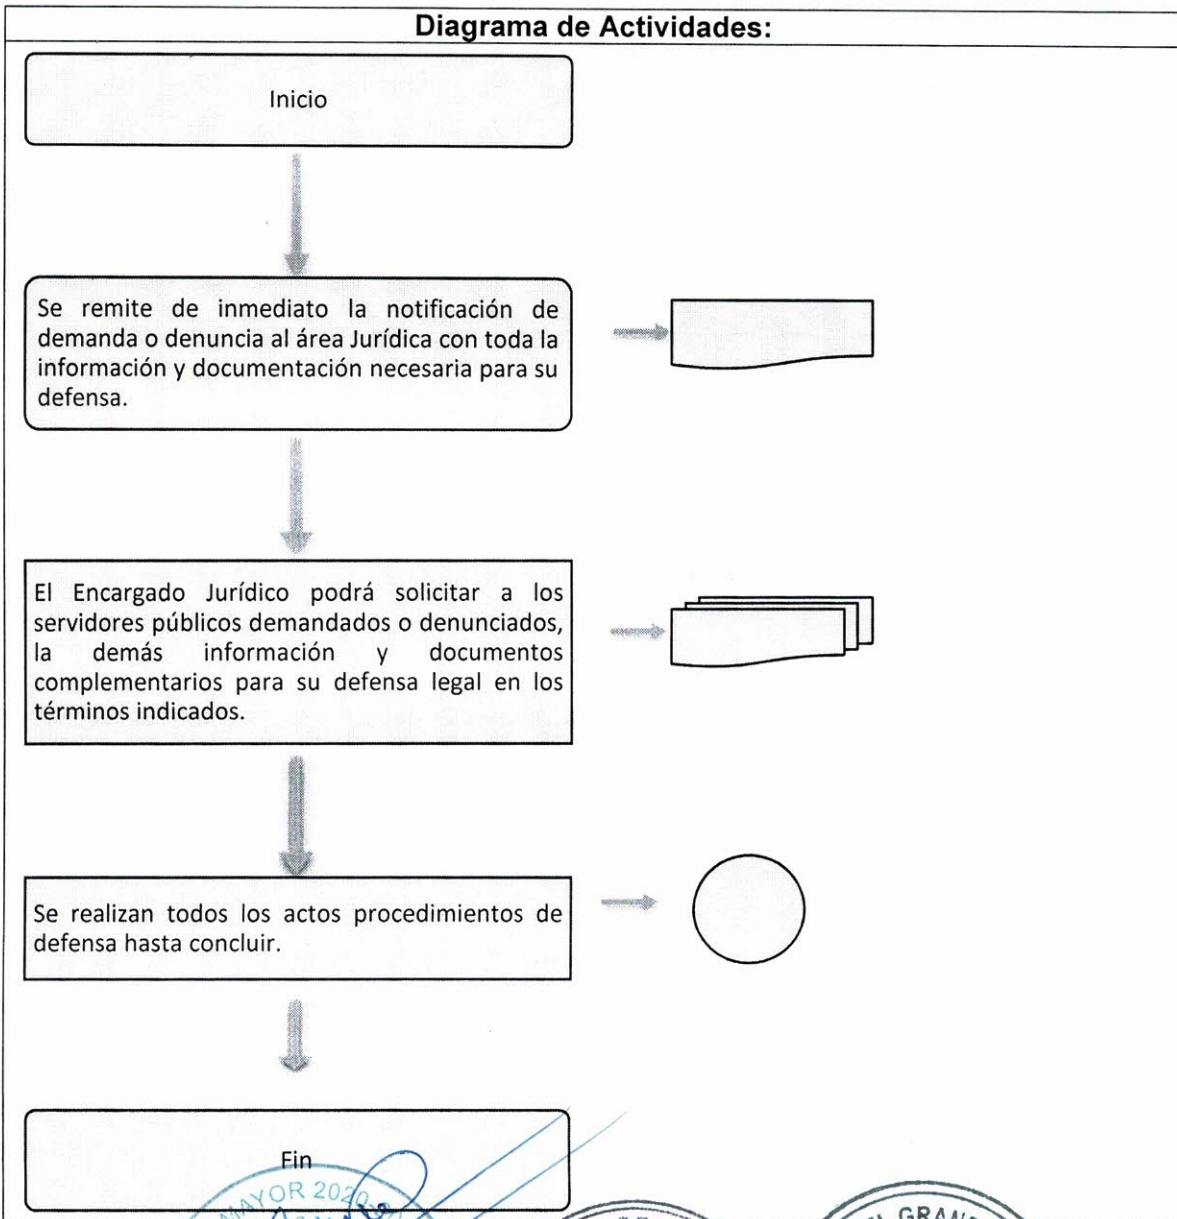 Diagrama de Actividades:
Inicio
Se remite de inmediato la notificación de
demanda o denuncia al área Jurídica con toda la
información y documentación necesaria para su
defensa.
El Encargado Jurídico podrá solicitar a los
servidores públicos demandados o denunciados,
la demás información y documentos
complementarios para su defensa legal en los
términos indicados.
Se realizan todos los actos procedimientos de
defensa hasta concluir.
Fin
MAYOR 2020
GRAN